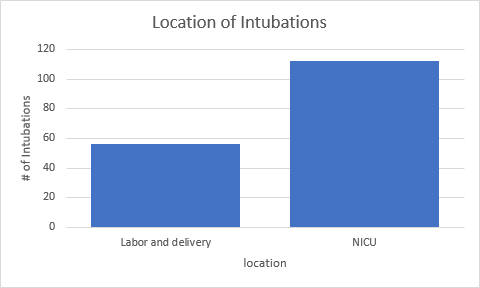 Location of Intubations
120
100
80
60
40
20
0
# of Intubations
Labor and delivery
NICU
location